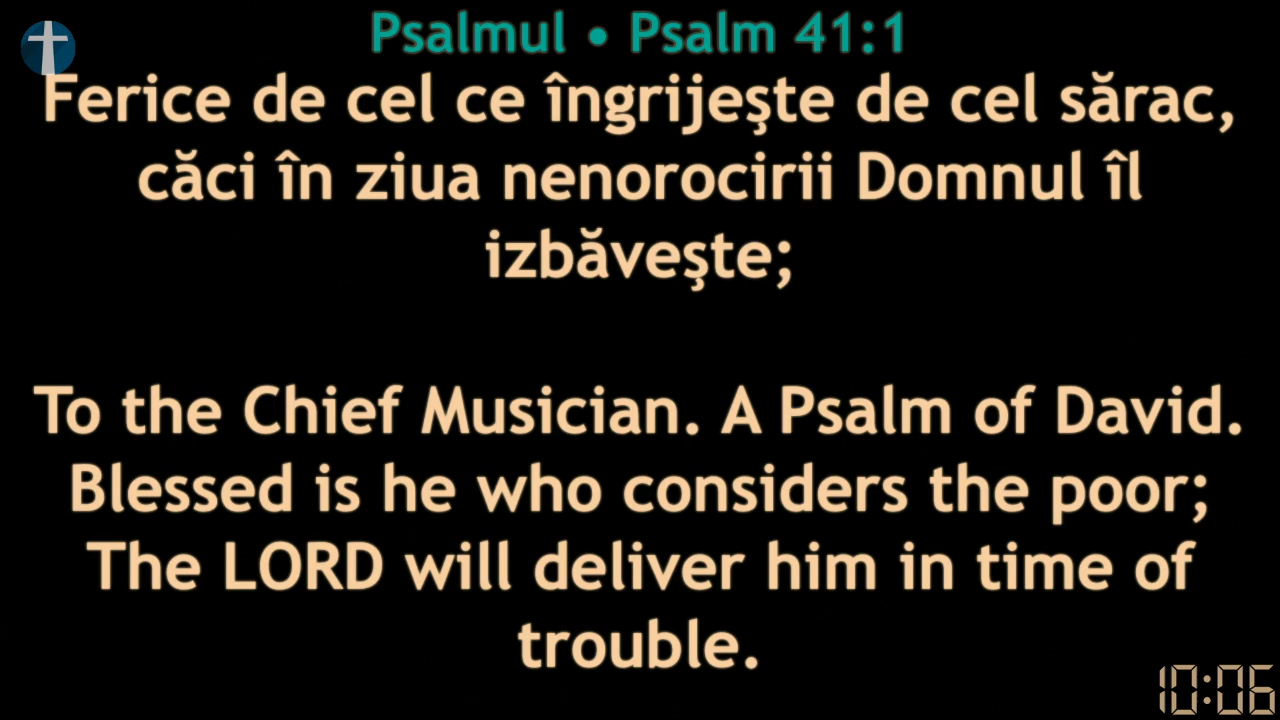 Psalmul • Psalm 41:1
Ferice de cel ce îngrijeşte de cel sărac,
căci în ziua nenorocirii Domnul îl
izbăveşte;
To the Chief Musician. A Psalm of David.
Blessed is he who considers the poor;
The LORD will deliver him in time of
trouble.
10:06